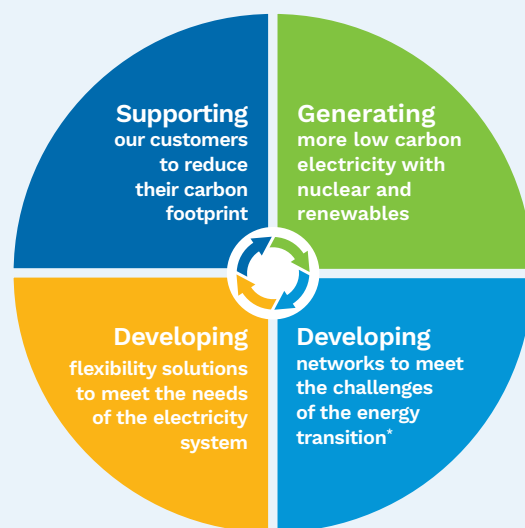 Supporting
our customers
to reduce
their carbon
footprint
Generating
more low carbon
electricity with
nuclear and
renewables
Developing
flexibility solutions
to meet the needs
of the electricity
system
Developing
networks to meet
the challenges
of the energy
transition*